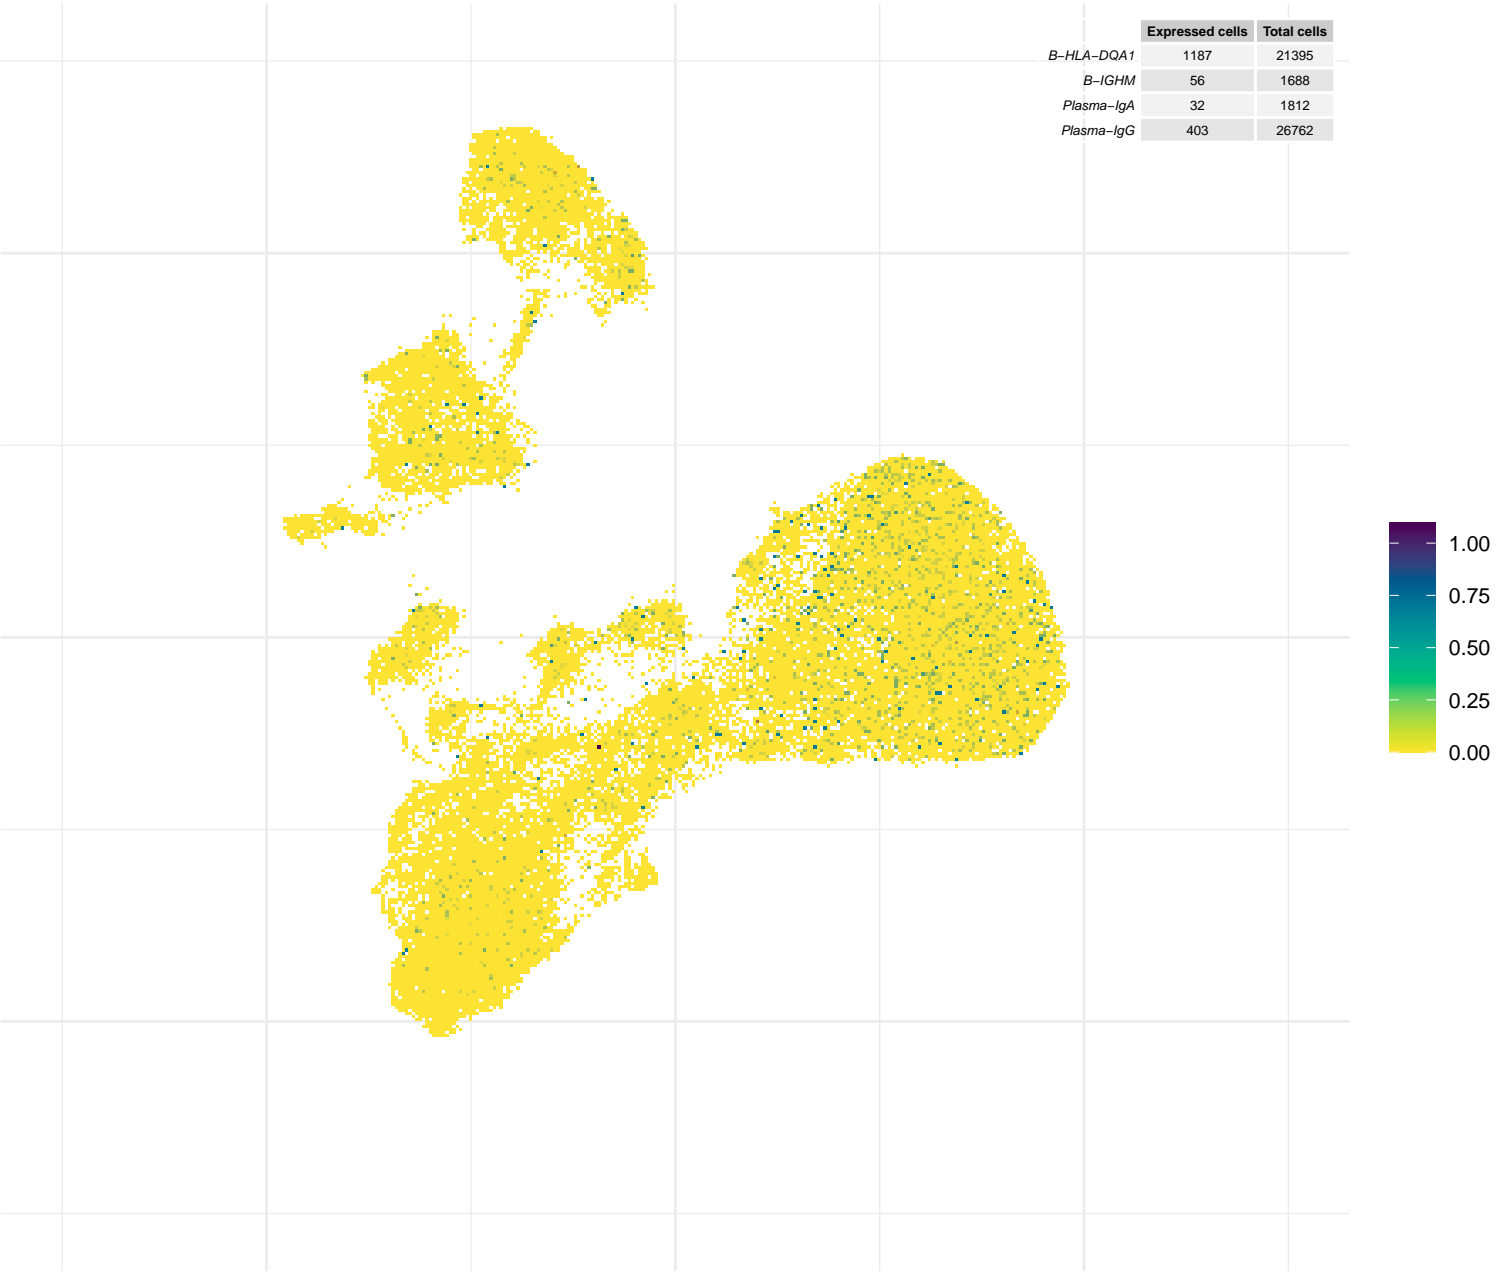 Expressed cells Total cells
B−HLA−DQA1 1187 21395
B−IGHM 56 1688
Plasma−IgA 32 1812
Plasma−IgG 403 26762
1.00
0.75
0.50
0.25
0.00